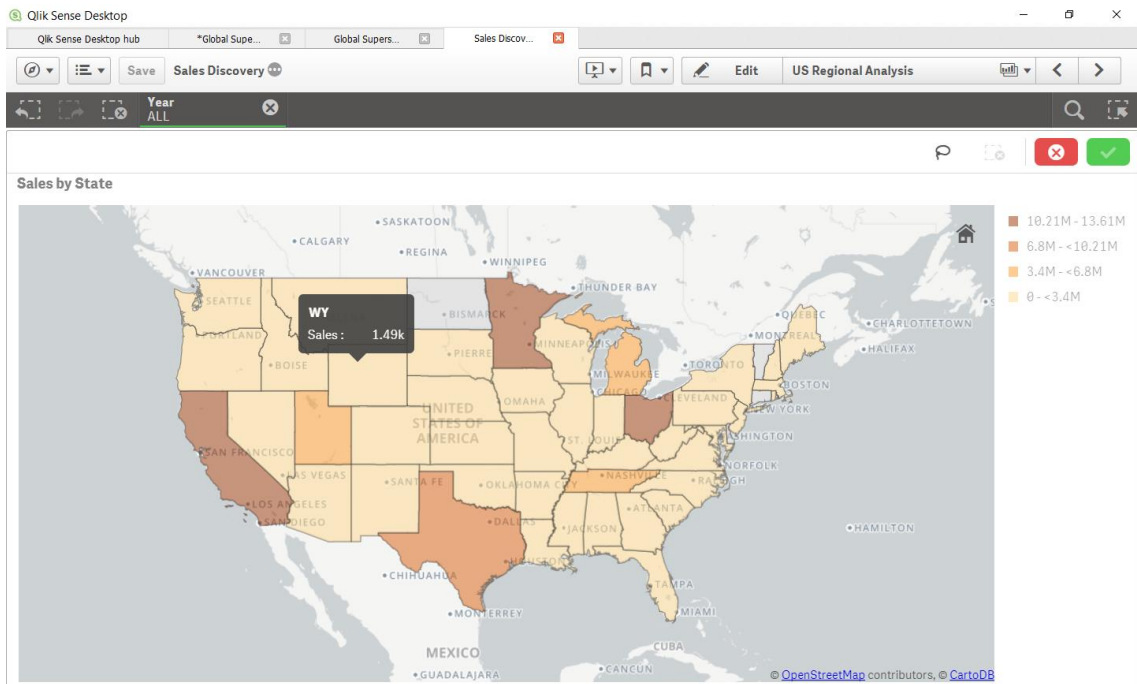 Qlik Sense Desktop
Qlik Sense Desktop hub
*Global Supe...
Global Supers...
Sales Discov...
Save
Sales Discovery
Edit
US Regional Analysis
Year
ALL
Sales by State
10.21M - 13.61M
6.8M - <10.21M
3.4M - <6.8M
0 - <3.4M
WY
Sales : 1.49k
SASKATOON
CALGARY
REGINA
WINNIPEG
VANCOUVER
THUNDER BAY
SEATTLE
QUEBEC
CHARLOTTETOWN
PORTLAND
BISMARCK
MONTREAL
HALIFAX
MINNEAPOLIS
PIERRE
BOISE
TORONTO
MILWAUKEE
BOSTON
CHICAGO
CLEVELAND
OMAHA
NEW YORK
UNITED
STATES OF
AMERICA
ST. LOUIS
WASHINGTON
SAN FRANCISCO
NORFOLK
LAS VEGAS
SANTA FE
OKLAHOMA CITY
NASHVILLE
RALEIGH
LOS ANGELES
ATLANTA
SAN DIEGO
DALLAS
JACKSON
HAMILTON
HOUSTON
CHIHUAHUA
TAMPA
MONTERREY
MIAMI
MEXICO
CUBA
CANCUN
GUADALAJARA
© OpenStreetMap contributors, © CartoDB